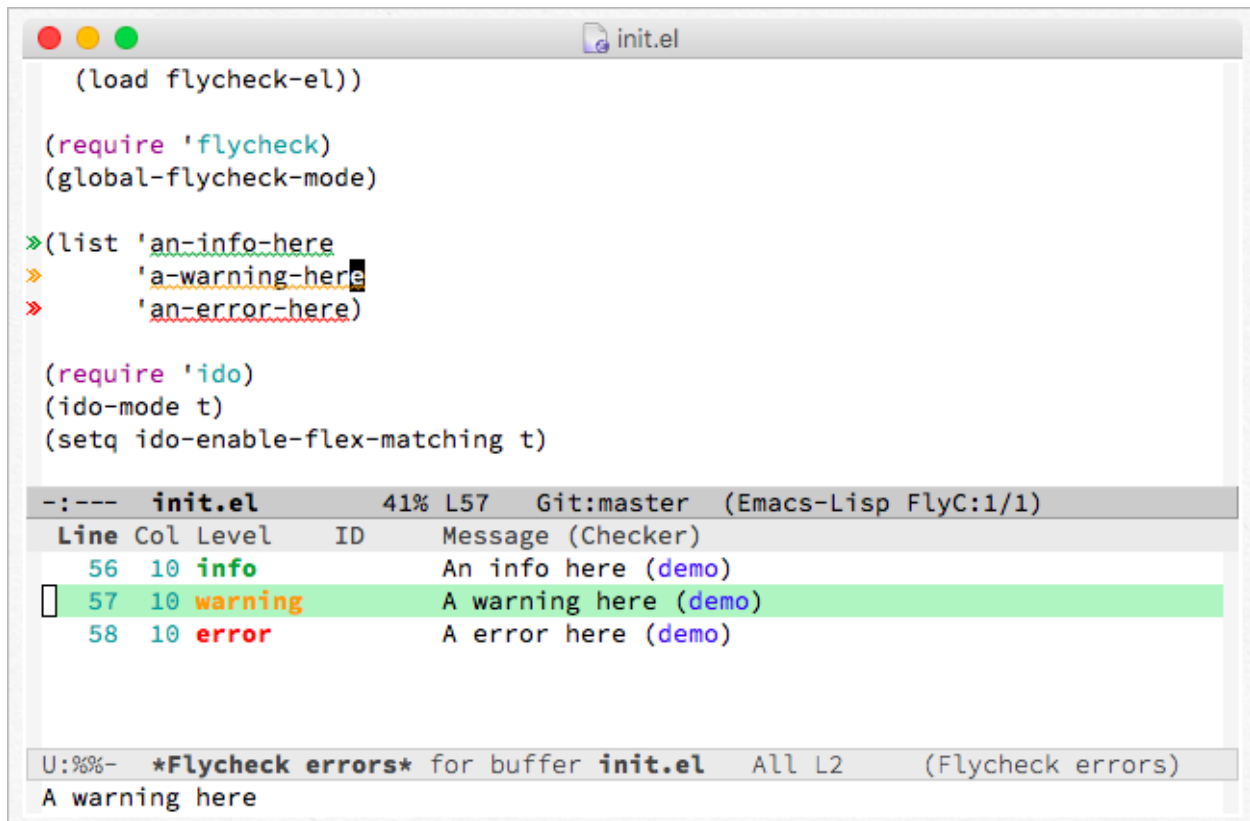 init.el
(load flycheck-el))
(require 'flycheck)
(global-flycheck-mode)
»(list 'an-info-here
» 'a-warning-here
» 'an-error-here)
(require 'ido)
(ido-mode t)
(setq ido-enable-flex-matching t)
-:--- init.el 41% L57 Git:master (Emacs-Lisp FlyC:1/1)
Line Col Level ID Message (Checker)
56 10 info An info here (demo)
57 10 warning A warning here (demo)
58 10 error A error here (demo)
U:%%- *Flycheck errors* for buffer init.el All L2 (Flycheck errors)
A warning here